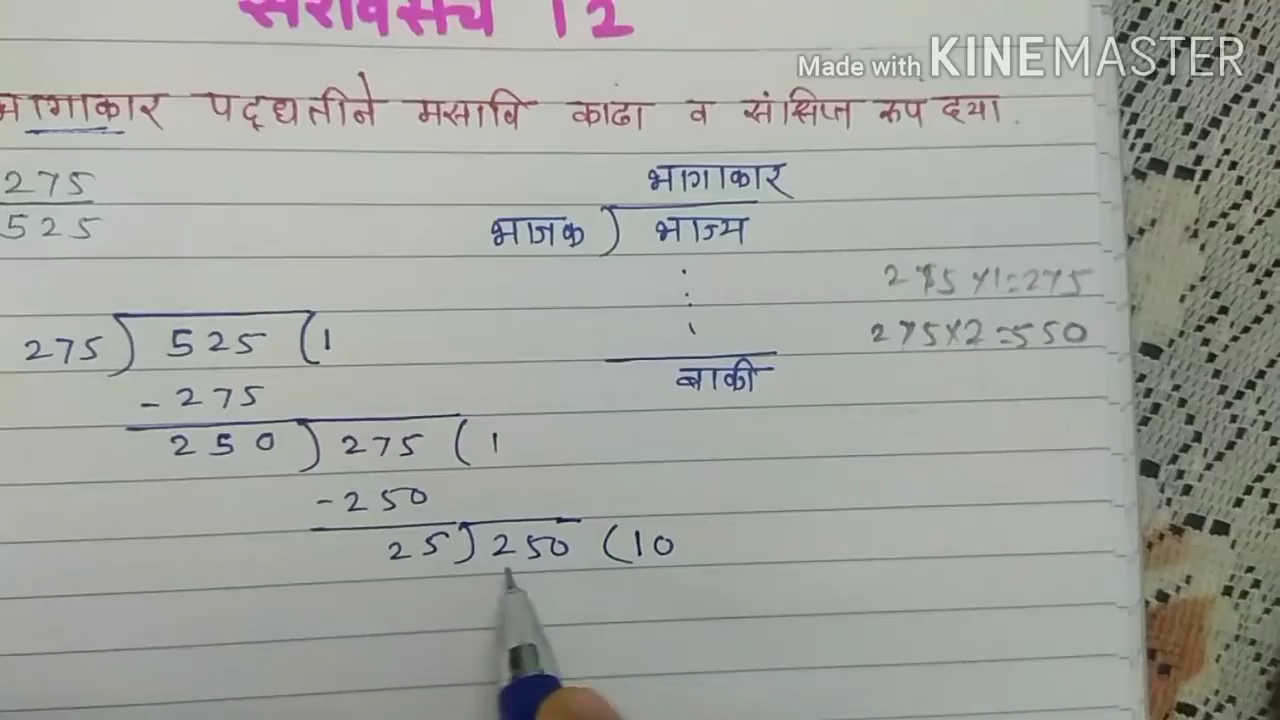 सरावसंच 12
Made with KINEMASTER
भागाकार पद्धतीने मसावि काढा व संक्षिप्त रूप दया.
275
525
भागाकार
भाजक ) भाज्य
:
बाकी
275 x 1 = 275
275 x 2 = 550
275 ) 525 ( 1
- 275
250 ) 275 ( 1
- 250
25 ) 250 ( 10